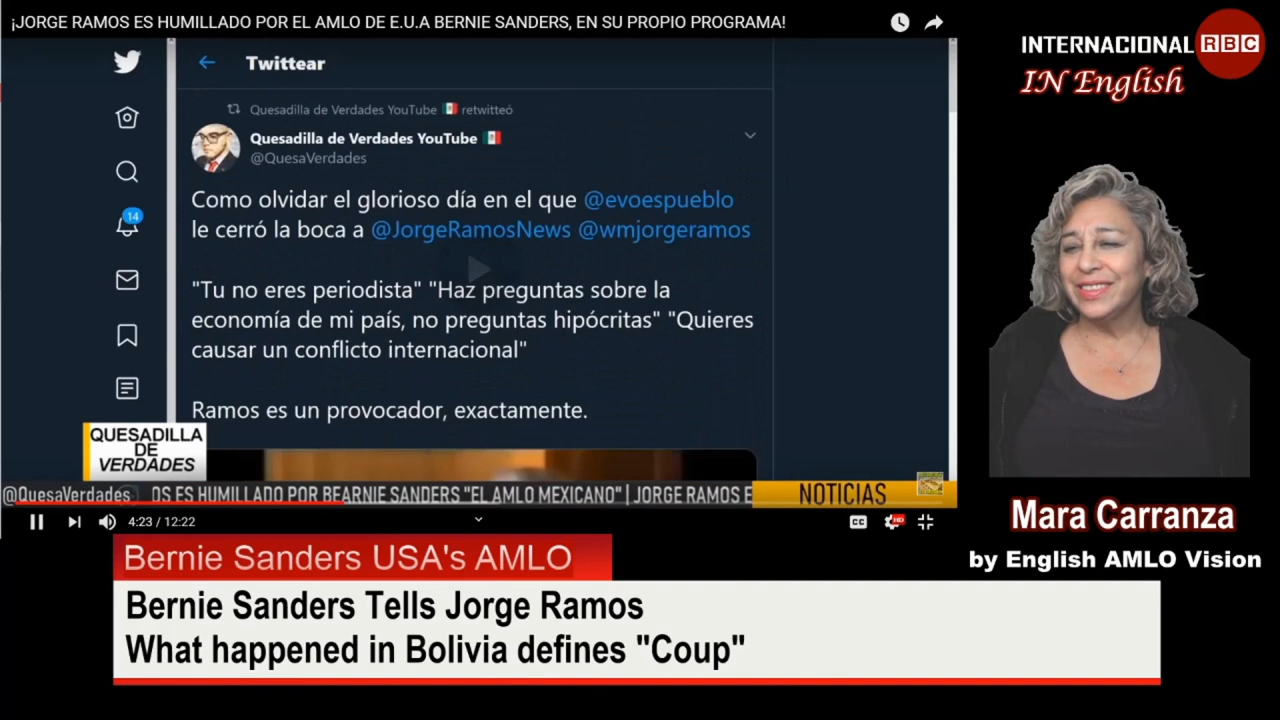 ¡JORGE RAMOS ES HUMILLADO POR EL AMLO DE E.U.A BERNIE SANDERS, EN SU PROPIO PROGRAMA!
INTERNACIONAL RBC
IN English
Twittear
Quesadilla de Verdades YouTube retwitteó
Quesadilla de Verdades YouTube
@QuesaVerdades
Como olvidar el glorioso día en el que @evoespueblo
le cerró la boca a @JorgeRamosNews @wmjorgeramos
14
"Tu no eres periodista" "Haz preguntas sobre la
economía de mi país, no preguntas hipócritas" "Quieres
causar un conflicto internacional"
Ramos es un provocador, exactamente.
QUESADILLA
DE
VERDADES
@QuesaVerdades OS ES HUMILLADO POR BEARNIE SANDERS "EL AMLO MEXICANO" | JORGE RAMOS E
NOTICIAS
4:23 / 12:22
CC
HD
Mara Carranza
by English AMLO Vision
Bernie Sanders USA's AMLO
Bernie Sanders Tells Jorge Ramos
What happened in Bolivia defines "Coup"